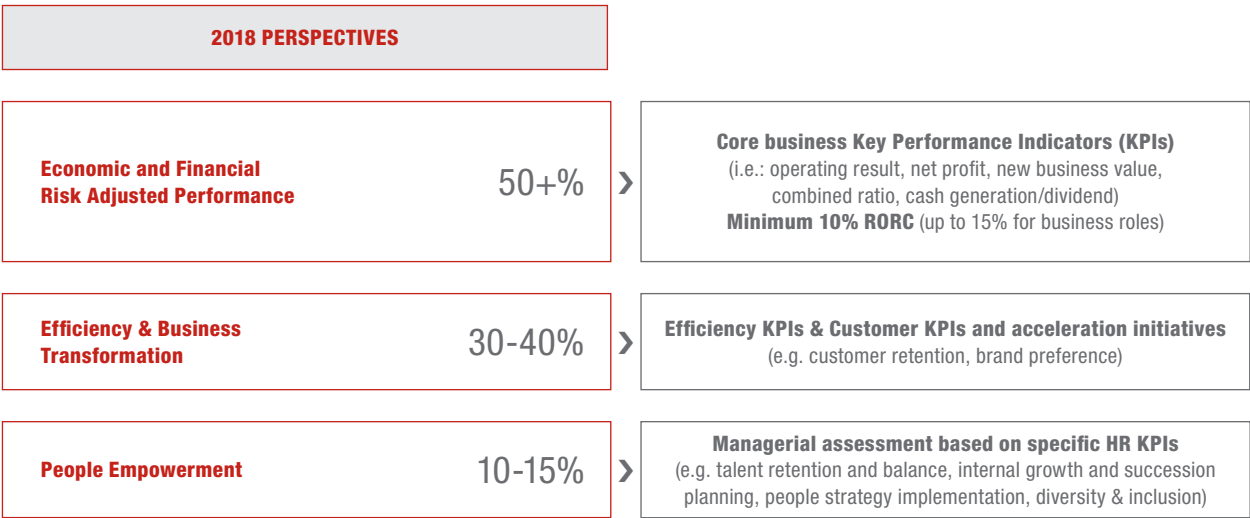 2018 PERSPECTIVES
Economic and Financial
Risk Adjusted Performance
50+%
Core business Key Performance Indicators (KPIs)
(i.e.: operating result, net profit, new business value,
combined ratio, cash generation/dividend)
Minimum 10% RORC (up to 15% for business roles)
Efficiency & Business
Transformation
30-40%
Efficiency KPIs & Customer KPIs and acceleration initiatives
(e.g. customer retention, brand preference)
People Empowerment
10-15%
Managerial assessment based on specific HR KPIs
(e.g. talent retention and balance, internal growth and succession
planning, people strategy implementation, diversity & inclusion)